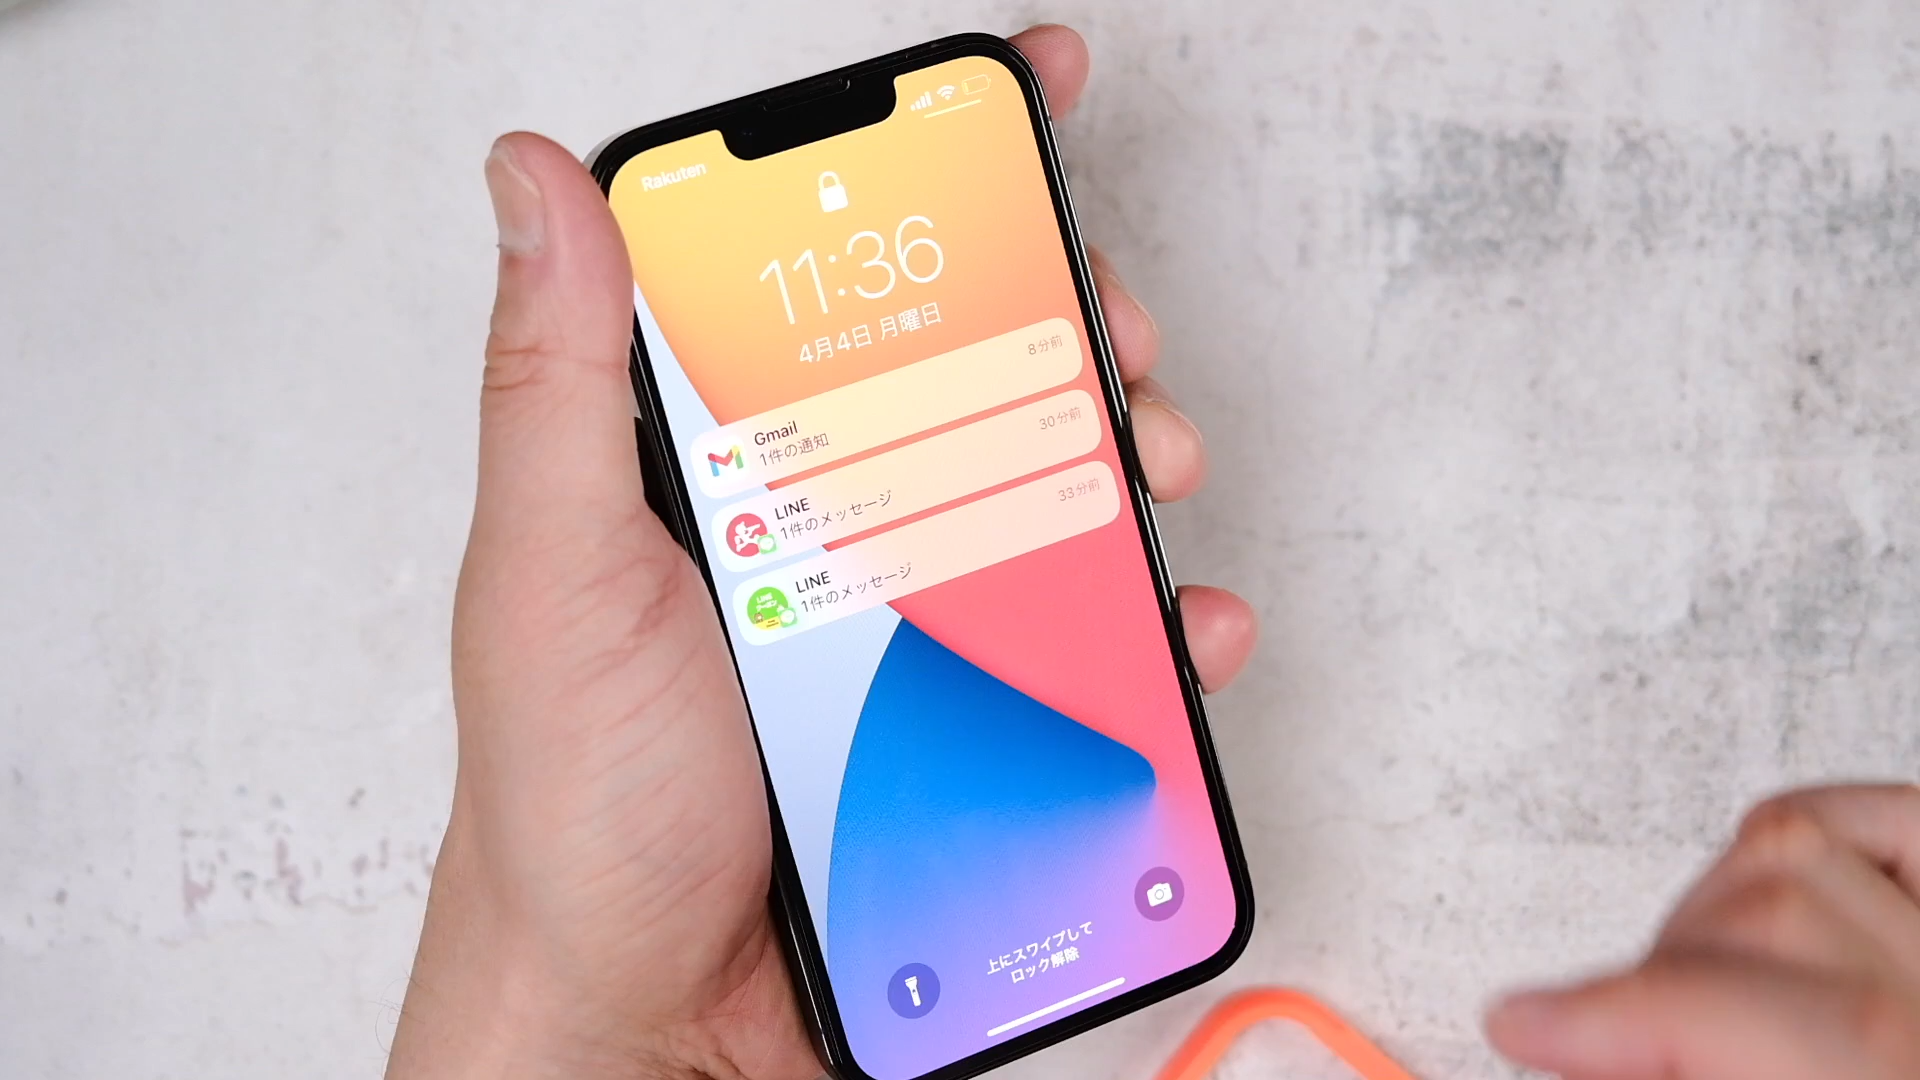 Rakuten
11:36
4月4日 月曜日
8分前
Gmail
1件の通知
30分前
LINE
1件のメッセージ
33分前
LINE
1件のメッセージ
LINE
上にスワイプして
ロック解除